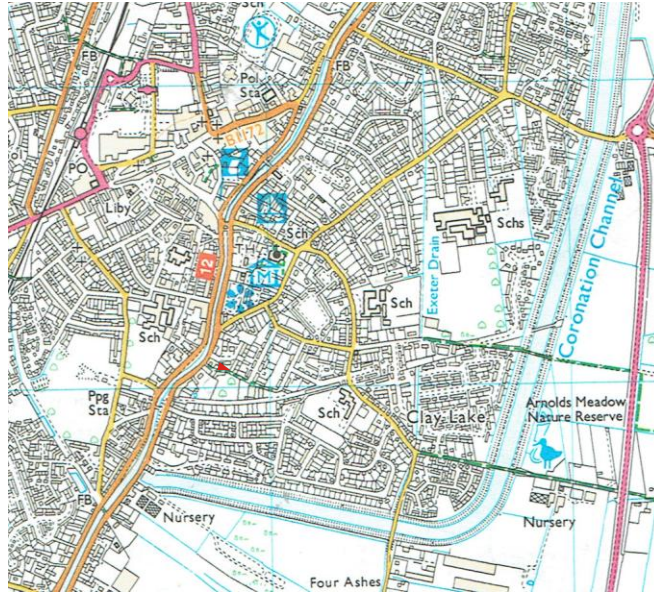 Sch
FB
Pol
Sta
FB
B1172
PO
Liby
Sch
Schs
Exeter Drain
Coronation Channel
12
M
Sch
Sch
Ppg
Sta
Sch
Clay Lake
Arnolds Meadow
Nature Reserve
FB
Nursery
Nursery
Four Ashes